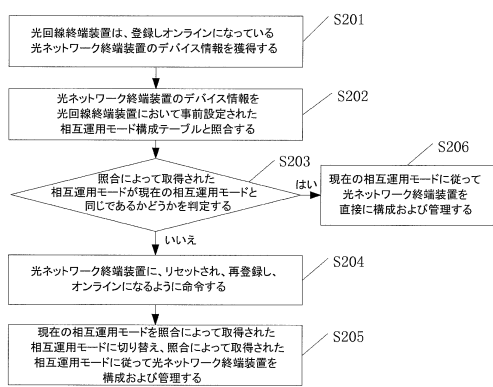 光回線終端装置は、登録しオンラインになっている
光ネットワーク終端装置のデバイス情報を獲得する
S201
光ネットワーク終端装置のデバイス情報を
光回線終端装置において事前設定された
相互運用モード構成テーブルと照合する
S202
照合によって取得された
相互運用モードが現在の相互運用モードと
同じであるかどうかを判定する
S203
はい
現在の相互運用モードに従って
光ネットワーク終端装置を
直接に構成および管理する
S206
いいえ
光ネットワーク終端装置に、リセットされ、再登録し、
オンラインになるように命令する
S204
現在の相互運用モードを照合によって取得された
相互運用モードに切り替え、照合によって取得された
相互運用モードに従って光ネットワーク終端装置を
構成および管理する
S205